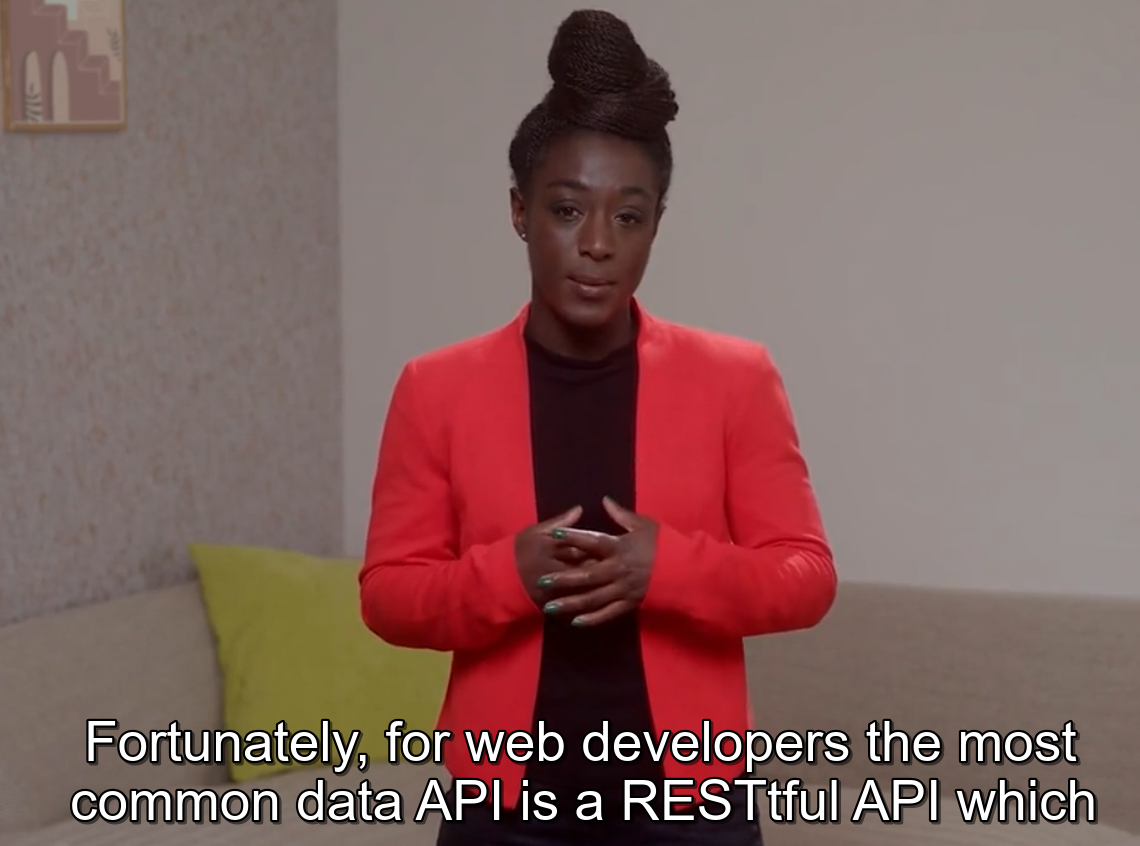 Fortunately, for web developers the most
common data API is a RESTtful API which